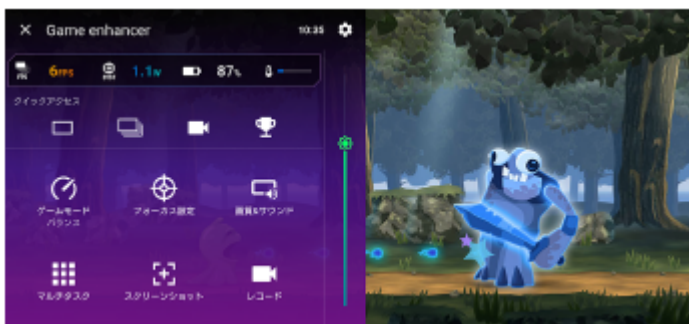 Game enhancer 10:35
6FPS 1.1W 87%
クイックアクセス
ゲームモード フォーカス設定 画質&サウンド
バランス
マルチタスク スクリーンショット レコード